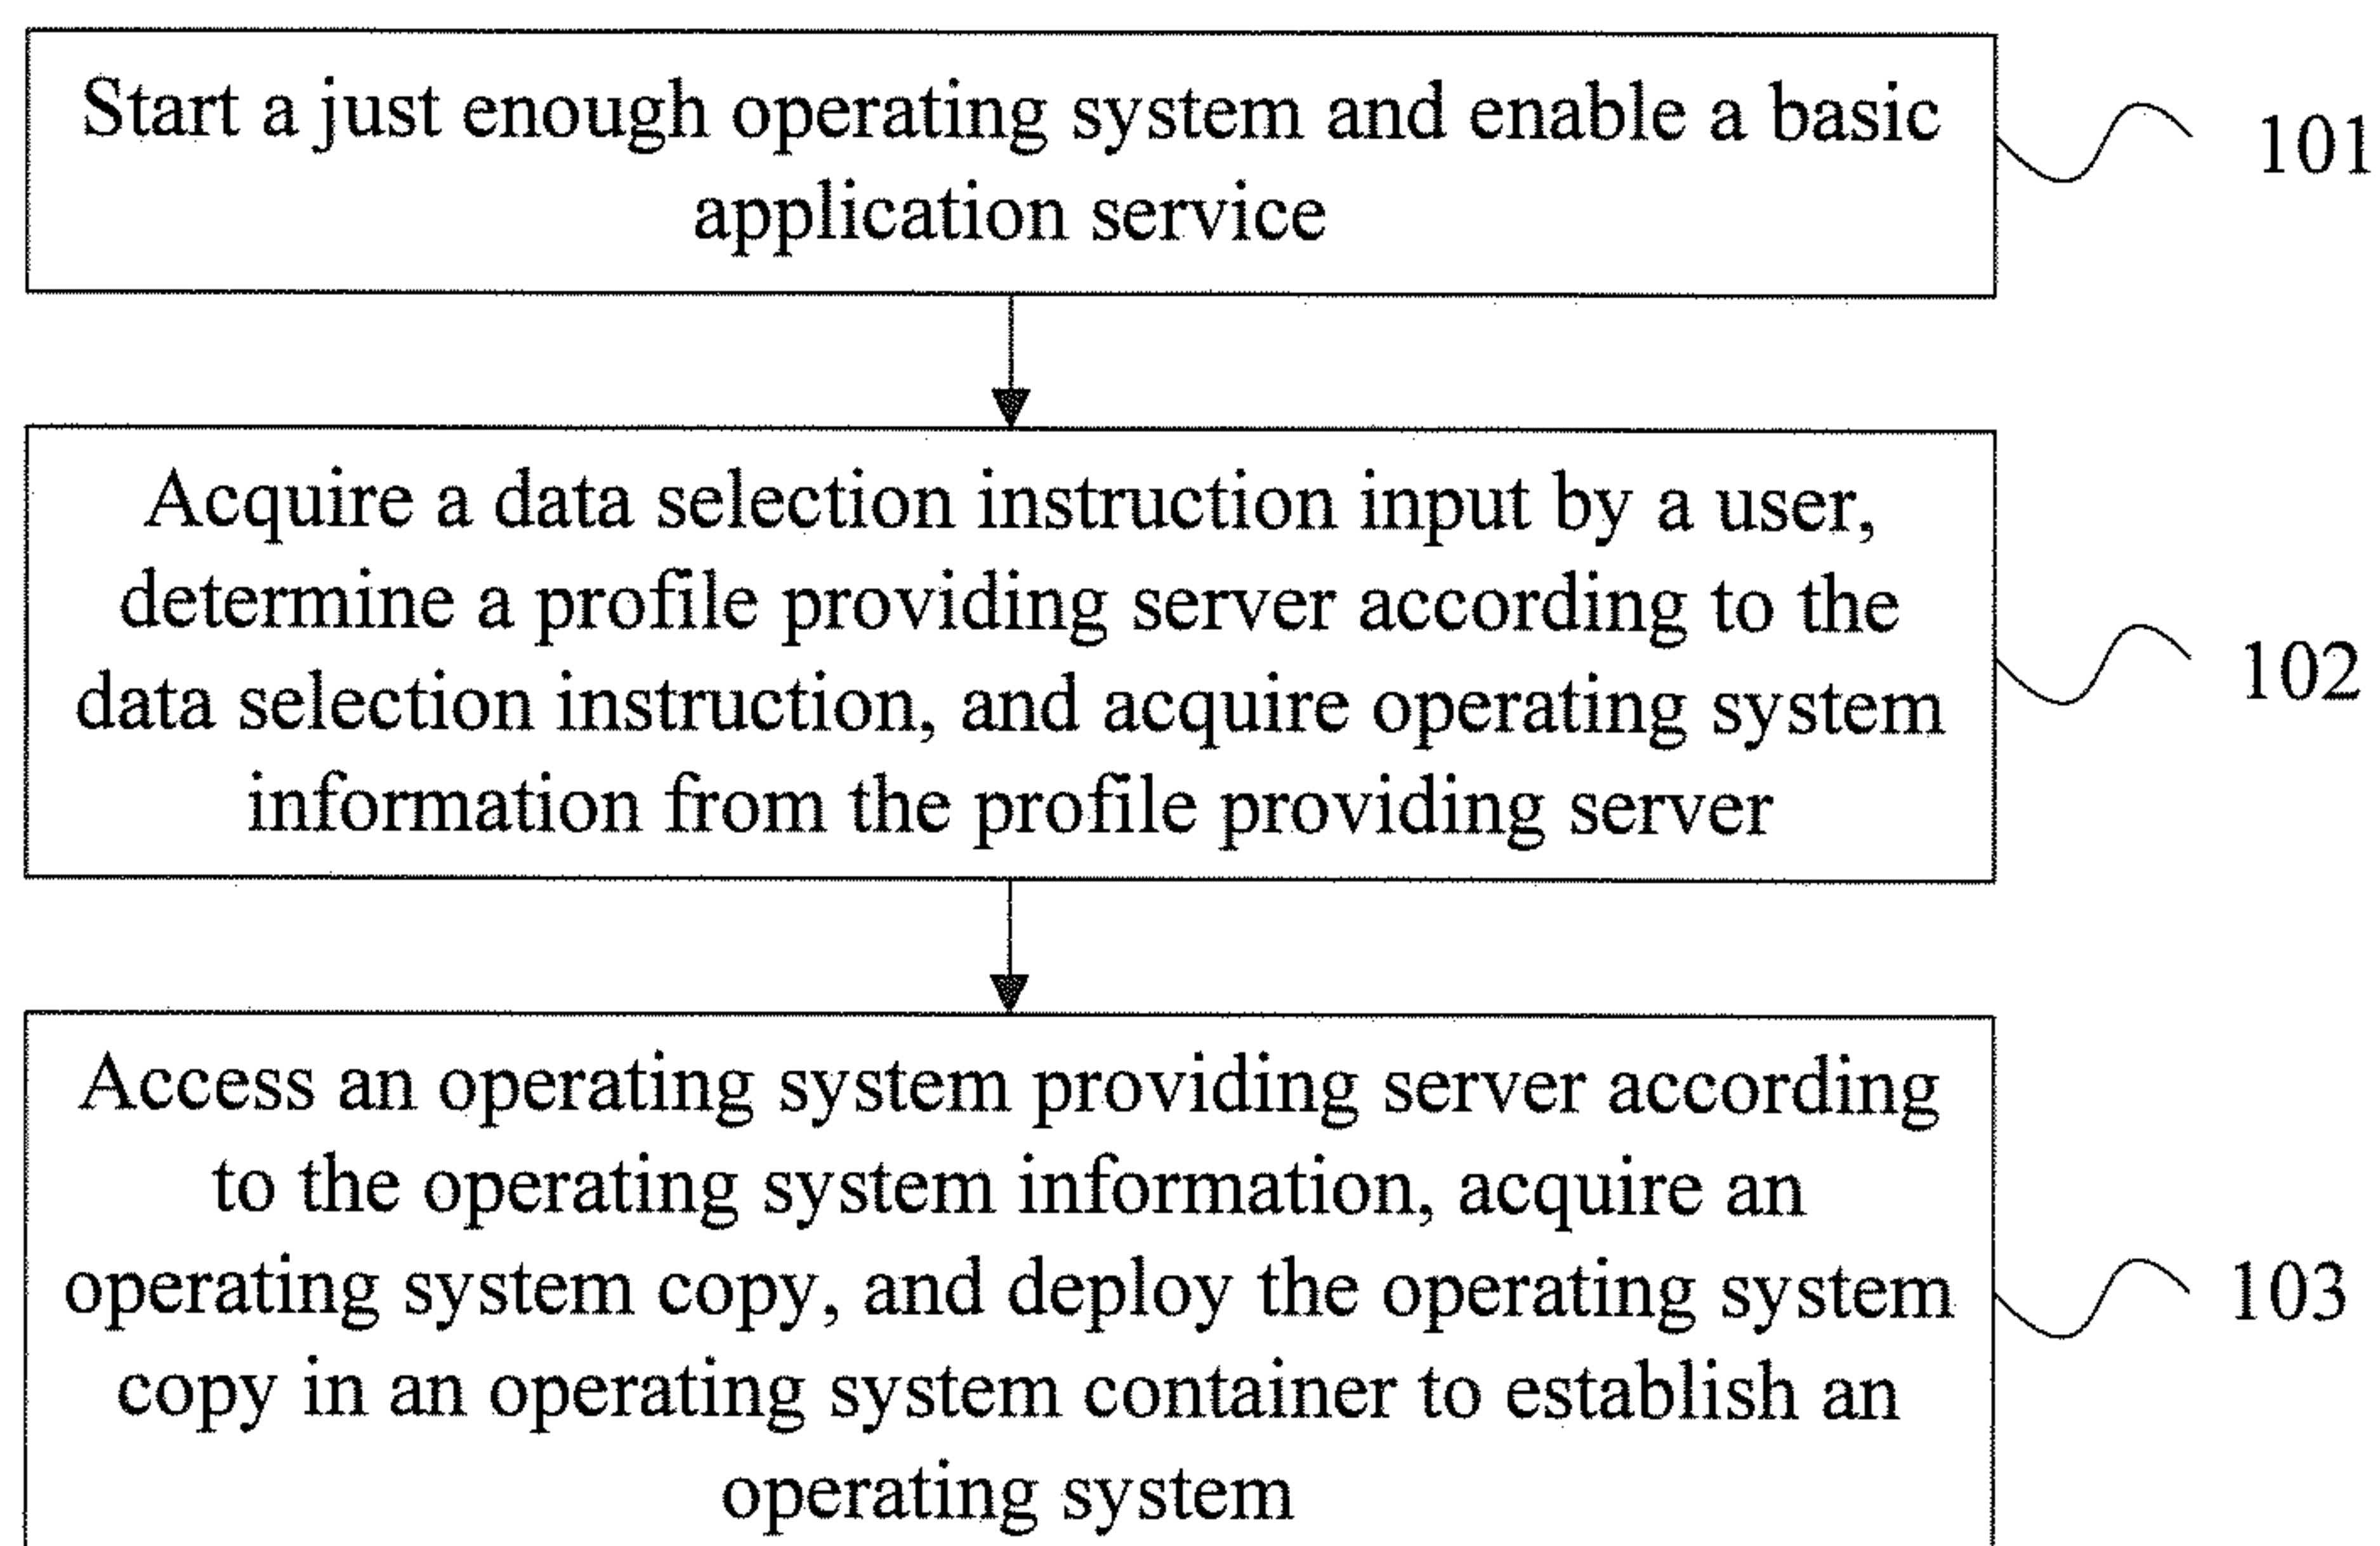 Start a just enough operating system and enable a basic
application service
101
Acquire a data selection instruction input by a user,
determine a profile providing server according to the
data selection instruction, and acquire operating system
information from the profile providing server
102
Access an operating system providing server according
to the operating system information, acquire an
operating system copy, and deploy the operating system
copy in an operating system container to establish an
operating system
103